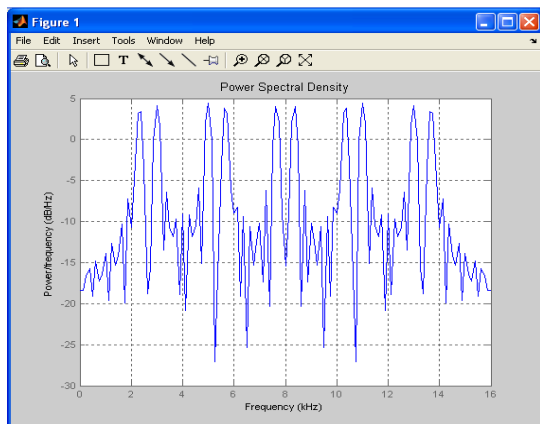 Figure 1
File Edit Insert Tools Window Help
T
Power Spectral Density
5
0
-5
-10
-15
-20
-25
-30
Power/frequency (dB/Hz)
0 2 4 6 8 10 12 14 16
Frequency (kHz)